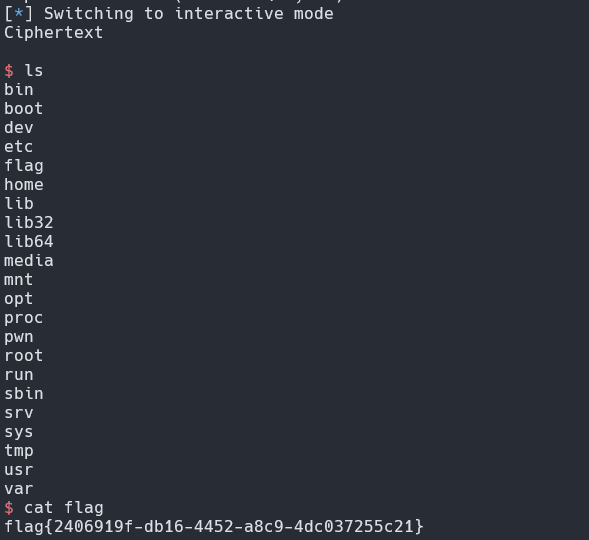 [*] Switching to interactive mode
Ciphertext
$ ls
bin
boot
dev
etc
flag
home
lib
lib32
lib64
media
mnt
opt
proc
pwn
root
run
sbin
srv
sys
tmp
usr
var
$ cat flag
flag{2406919f-db16-4452-a8c9-4dc037255c21}